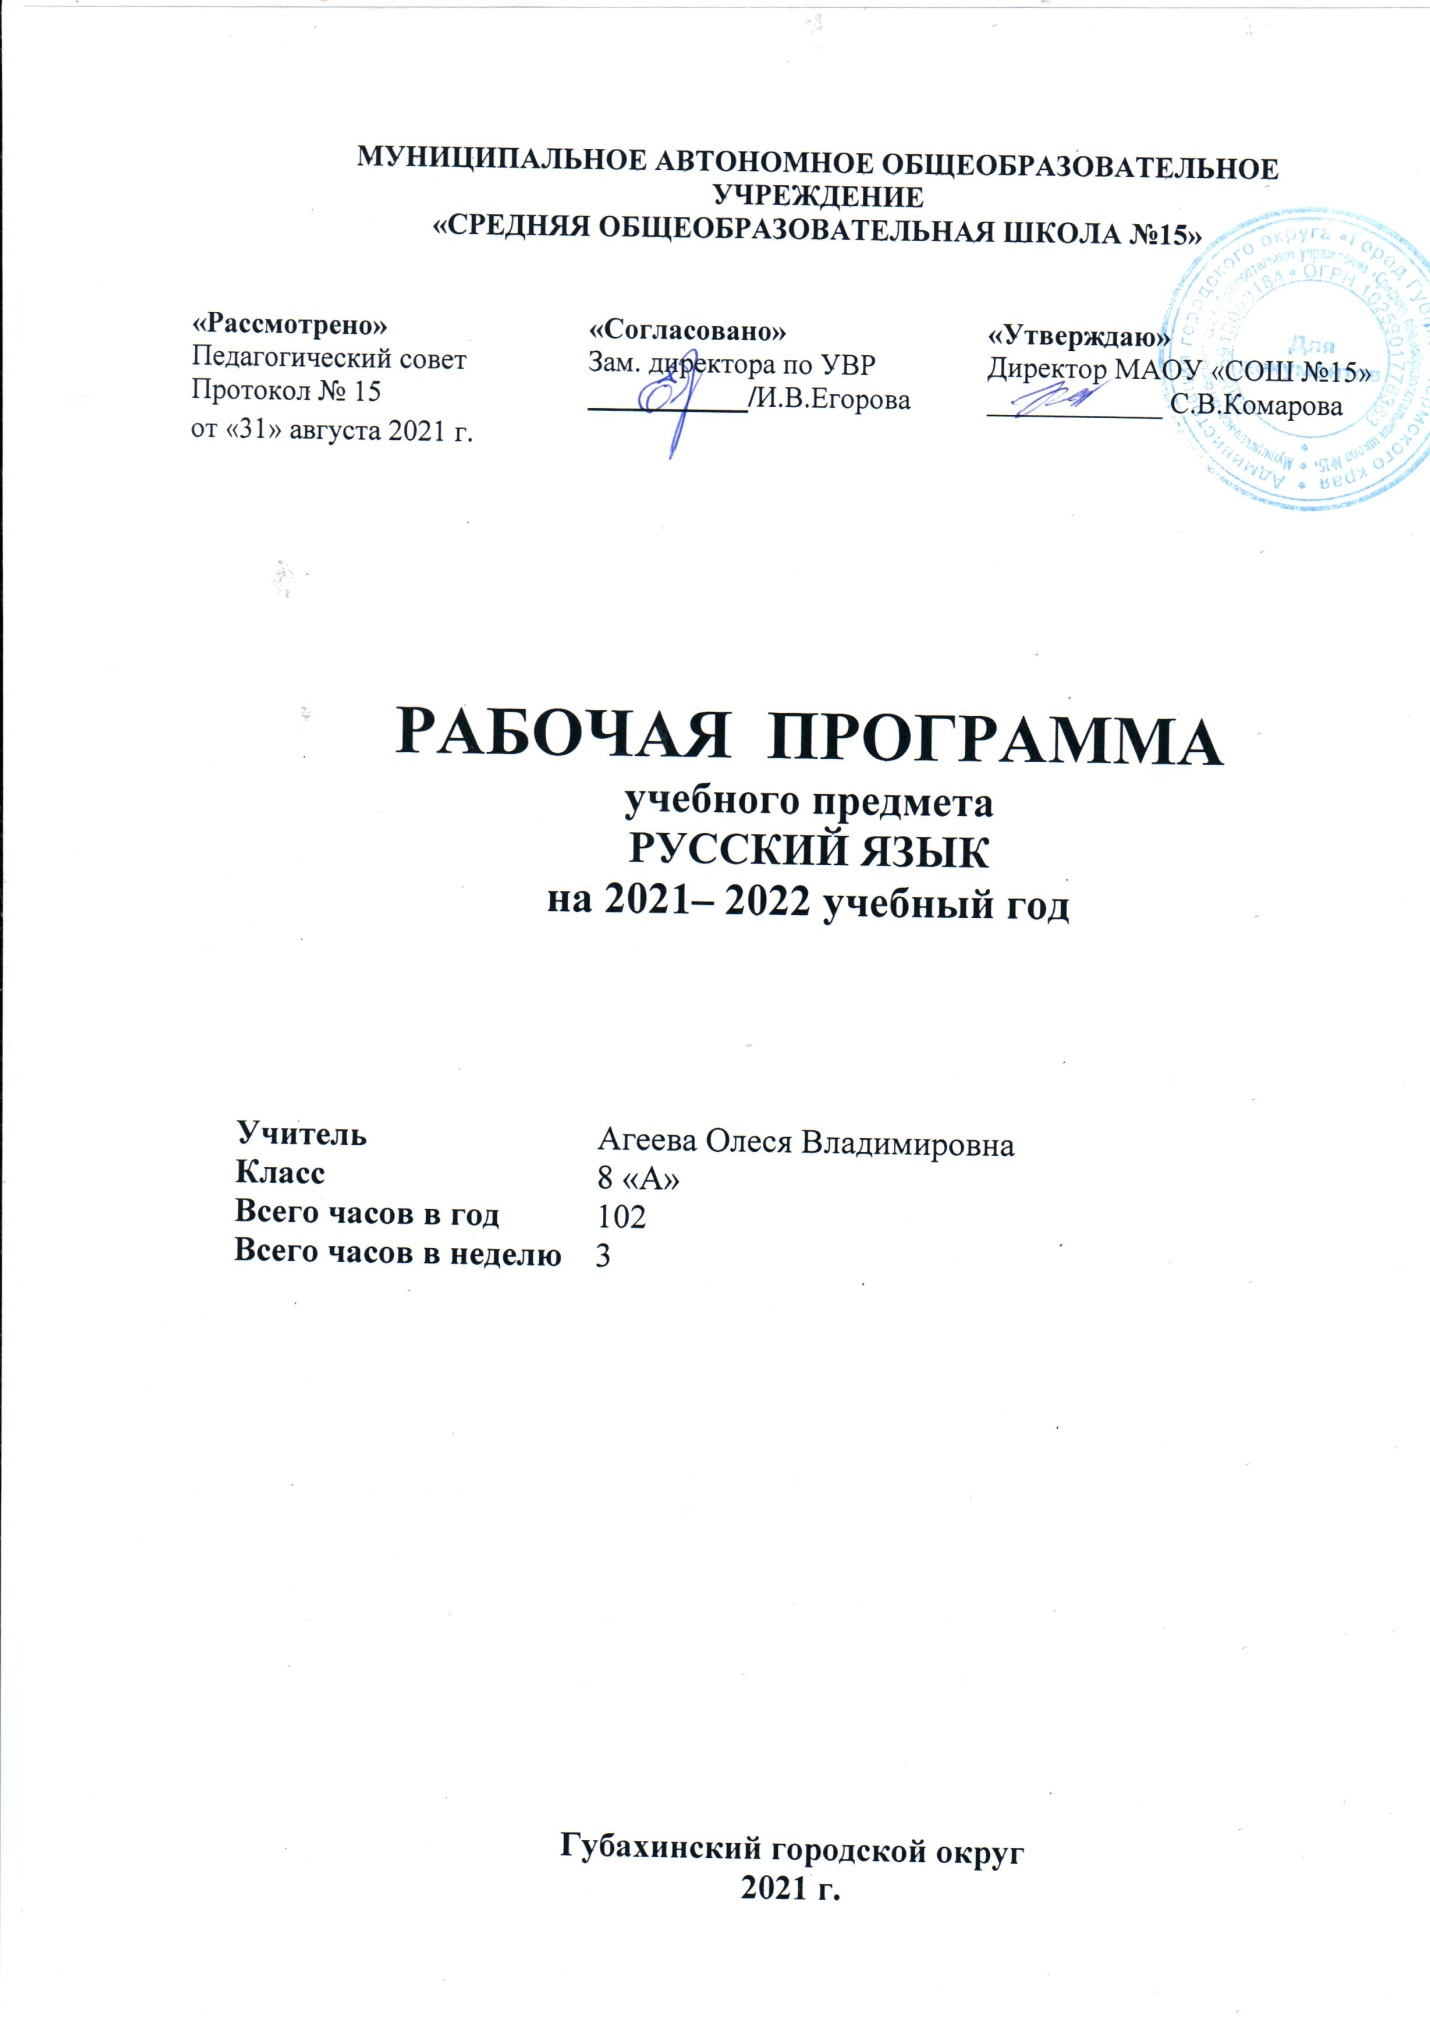 МУНИЦИПАЛЬНОЕ АВТОНОМНОЕ ОБЩЕОБРАЗОВАТЕЛЬНОЕ
УЧРЕЖДЕНИЕ
«СРЕДНЯЯ ОБЩЕОБРАЗОВАТЕЛЬНАЯ ШКОЛА №15»
«Рассмотрено»
Педагогический совет
Протокол № 15
от «31» августа 2021 г.
«Согласовано»
Зам. директора по УВР
___________/И.В.Егорова
«Утверждаю»
Директор МАОУ «СОШ №15»
____________ С.В.Комарова
Для
РАБОЧАЯ ПРОГРАММА
учебного предмета
РУССКИЙ ЯЗЫК
на 2021– 2022 учебный год
Учитель Агеева Олеся Владимировна
Класс 8 «А»
Всего часов в год 102
Всего часов в неделю 3
Губахинский городской округ
2021 г.